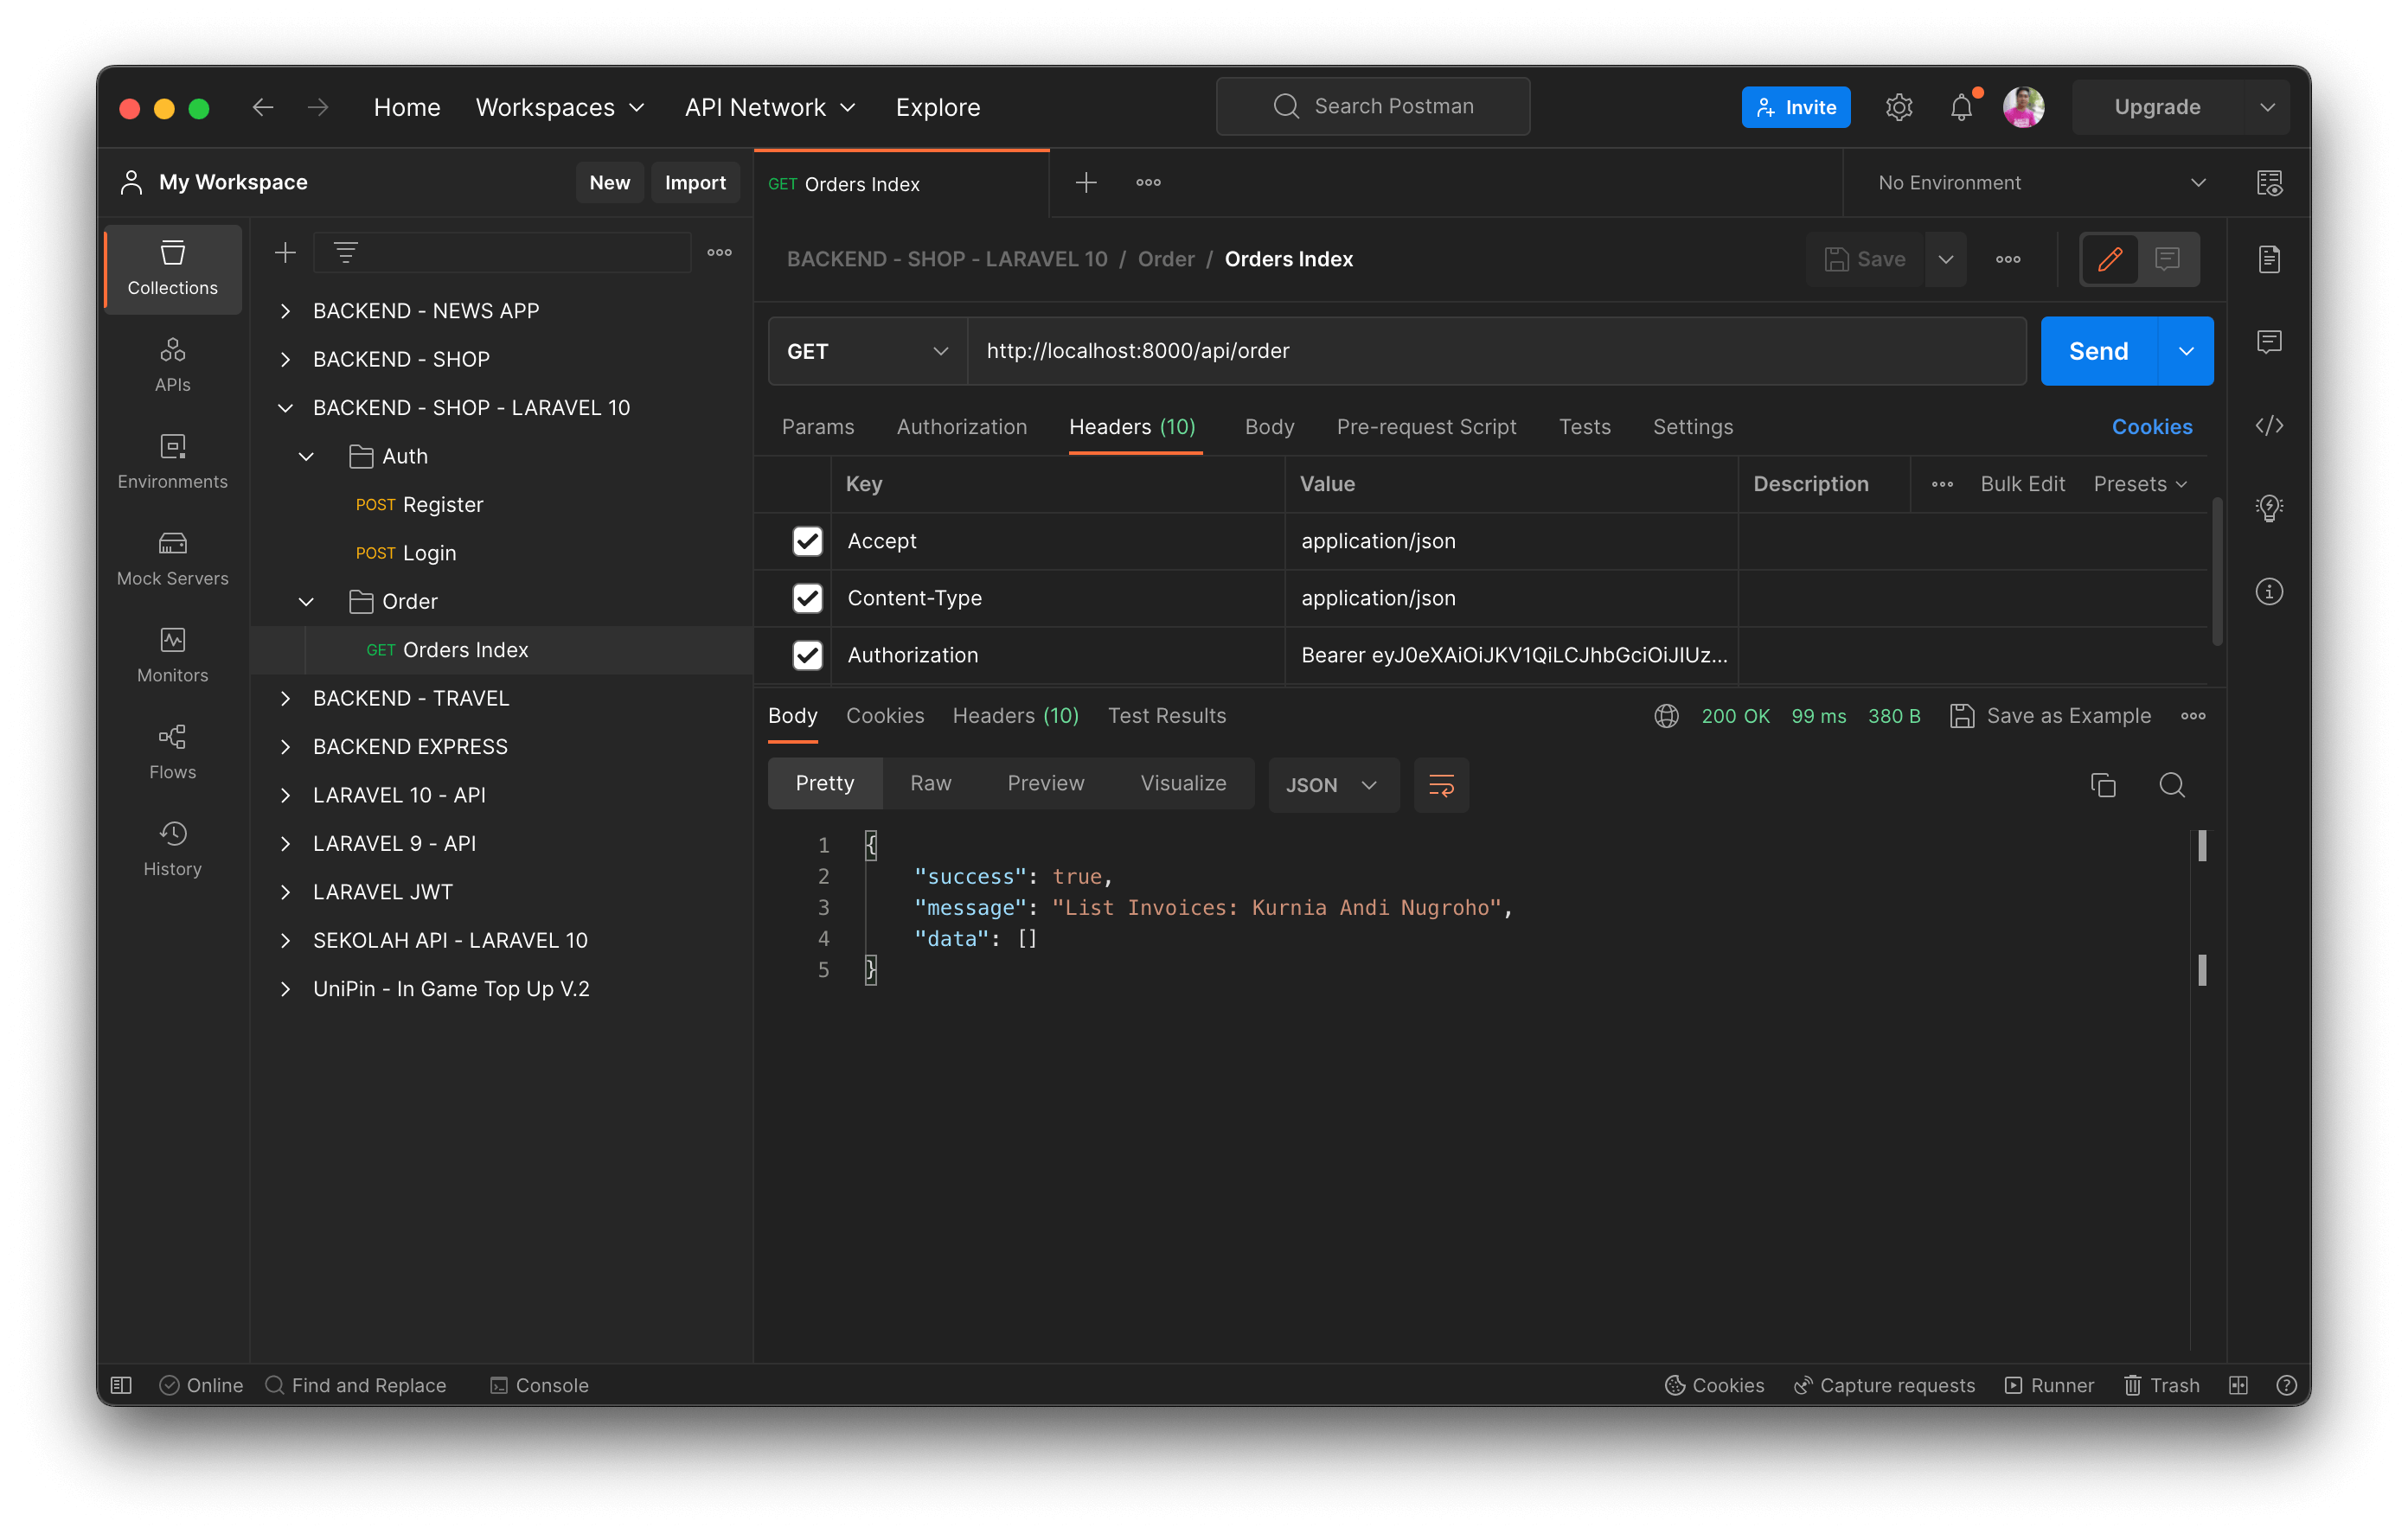 Home Workspaces API Network Explore Search Postman Invite Upgrade
My Workspace New Import
GET Orders Index No Environment
Collections
APIs
Environments
Mock Servers
Monitors
Flows
History
BACKEND - NEWS APP
BACKEND - SHOP
BACKEND - SHOP - LARAVEL 10
Auth
POST Register
POST Login
Order
GET Orders Index
BACKEND - TRAVEL
BACKEND EXPRESS
LARAVEL 10 - API
LARAVEL 9 - API
LARAVEL JWT
SEKOLAH API - LARAVEL 10
UniPin - In Game Top Up V.2
BACKEND - SHOP - LARAVEL 10 / Order / Orders Index Save
GET http://localhost:8000/api/order Send
Params Authorization Headers (10) Body Pre-request Script Tests Settings Cookies
Key Value Description Bulk Edit Presets
Accept application/json
Content-Type application/json
Authorization Bearer eyJ0eXAiOiJKV1QiLCJhbGciOiJIUz...
Body Cookies Headers (10) Test Results 200 OK 99 ms 380 B Save as Example
Pretty Raw Preview Visualize JSON
1 {
2 "success": true,
3 "message": "List Invoices: Kurnia Andi Nugroho",
4 "data": []
5 }
Online Find and Replace Console Cookies Capture requests Runner Trash